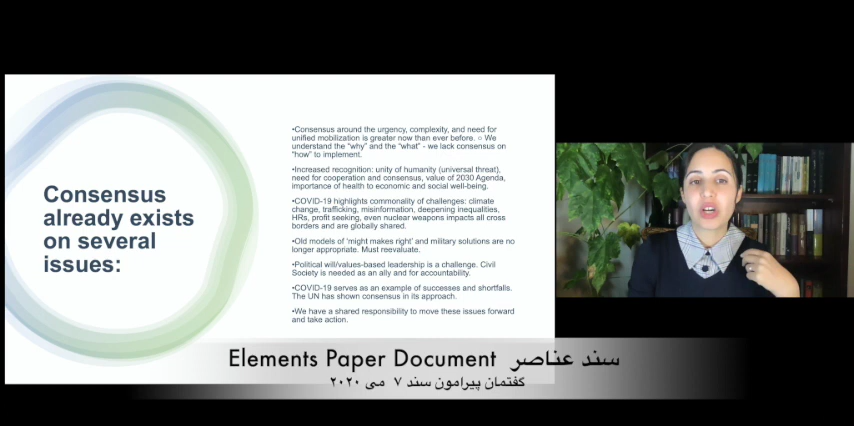 Consensus
already exists
on several
issues:
•Consensus around the urgency, complexity, and need for
unified mobilization is greater now than ever before. ○ We
understand the “why” and the “what” - we lack consensus on
“how” to implement.
•Increased recognition: unity of humanity (universal threat),
need for cooperation and consensus, value of 2030 Agenda,
importance of health to economic and social well-being.
•COVID-19 highlights commonality of challenges: climate
change, trafficking, misinformation, deepening inequalities,
HRs, profit seeking, even nuclear weapons impacts all cross
borders and are globally shared.
•Old models of ‘might makes right’ and military solutions are no
longer appropriate. Must reevaluate.
•Political will/values-based leadership is a challenge. Civil
Society is needed as an ally and for accountability.
•COVID-19 serves as an example of successes and shortfalls.
The UN has shown consensus in its approach.
•We have a shared responsibility to move these issues forward
and take action.
Elements Paper Document سند عناصر
گفتمان پیرامون سند ۷ می ۲۰۲۰